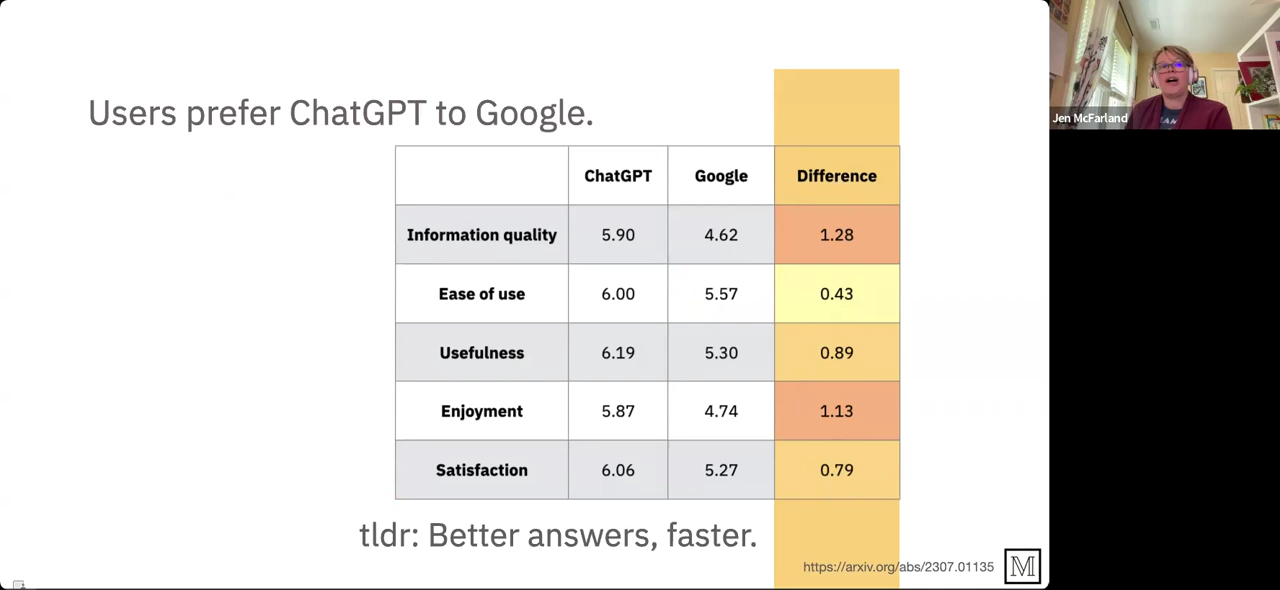 Users prefer ChatGPT to Google.
ChatGPT Google Difference
Information quality 5.90 4.62 1.28
Ease of use 6.00 5.57 0.43
Usefulness 6.19 5.30 0.89
Enjoyment 5.87 4.74 1.13
Satisfaction 6.06 5.27 0.79
tldr: Better answers, faster.
https://arxiv.org/abs/2307.01135
M
Jen McFarland